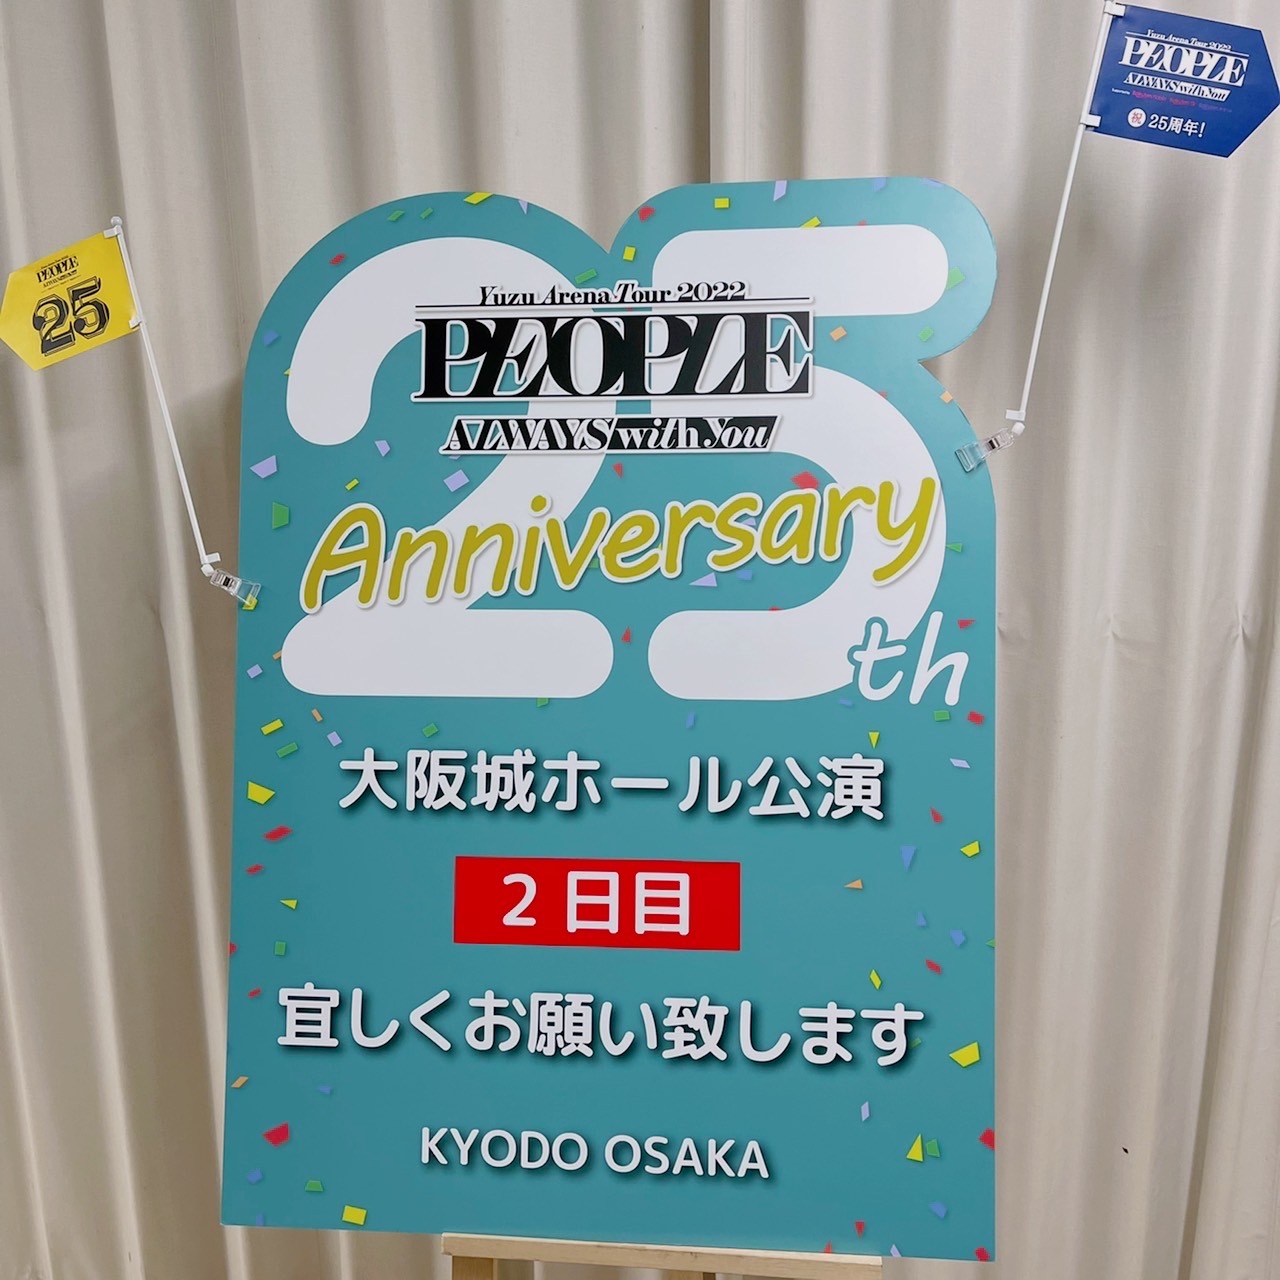 Yuzu Arena Tour 2022
PEOPLE
ALWAYS with You
祝 25周年!
PEOPLE
25
25th
Yuzu Arena Tour 2022
PEOPLE
ALWAYS with You
Anniversary
大阪城ホール公演
2日目
宜しくお願い致します
KYODO OSAKA